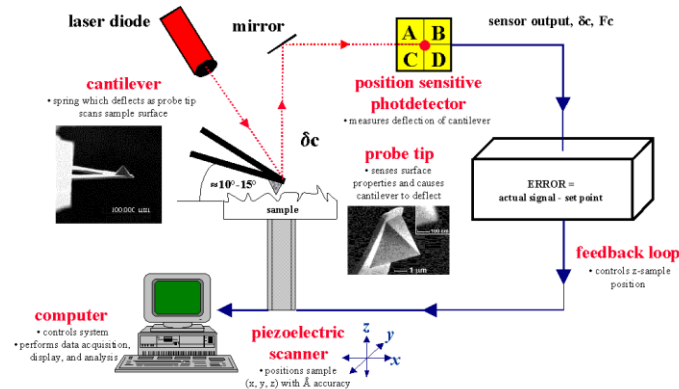 laser diode
mirror
A B
C D
sensor output, δc, Fc
cantilever
• spring which deflects as probe tip
scans sample surface
position sensitive
photdetector
• measures deflection of cantilever
δc
≈10°-15°
sample
100.000 um
probe tip
• senses surface
properties and causes
cantilever to deflect
1 μm
ERROR =
actual signal - set point
feedback loop
• controls z-sample
position
computer
• controls system
• performs data acquisition,
display, and analysis
piezoelectric
scanner
• positions sample
(x, y, z) with Å accuracy
z
y
x